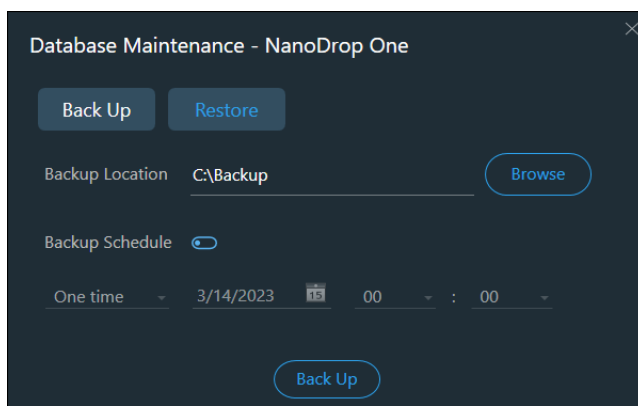 Database Maintenance - NanoDrop One
Back Up Restore
Backup Location C:\Backup Browse
Backup Schedule
One time 3/14/2023 15 00 : 00
Back Up